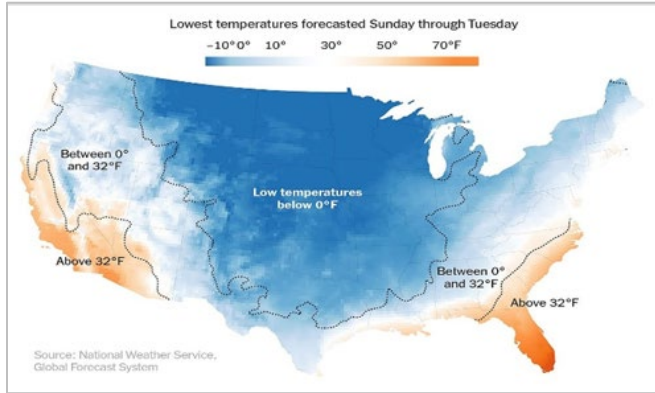 Lowest temperatures forecasted Sunday through Tuesday
−10° 0° 10° 30° 50° 70°F
Between 0°
and 32°F
Low temperatures
below 0°F
Above 32°F
Between 0°
and 32°F
Above 32°F
Source: National Weather Service,
Global Forecast System